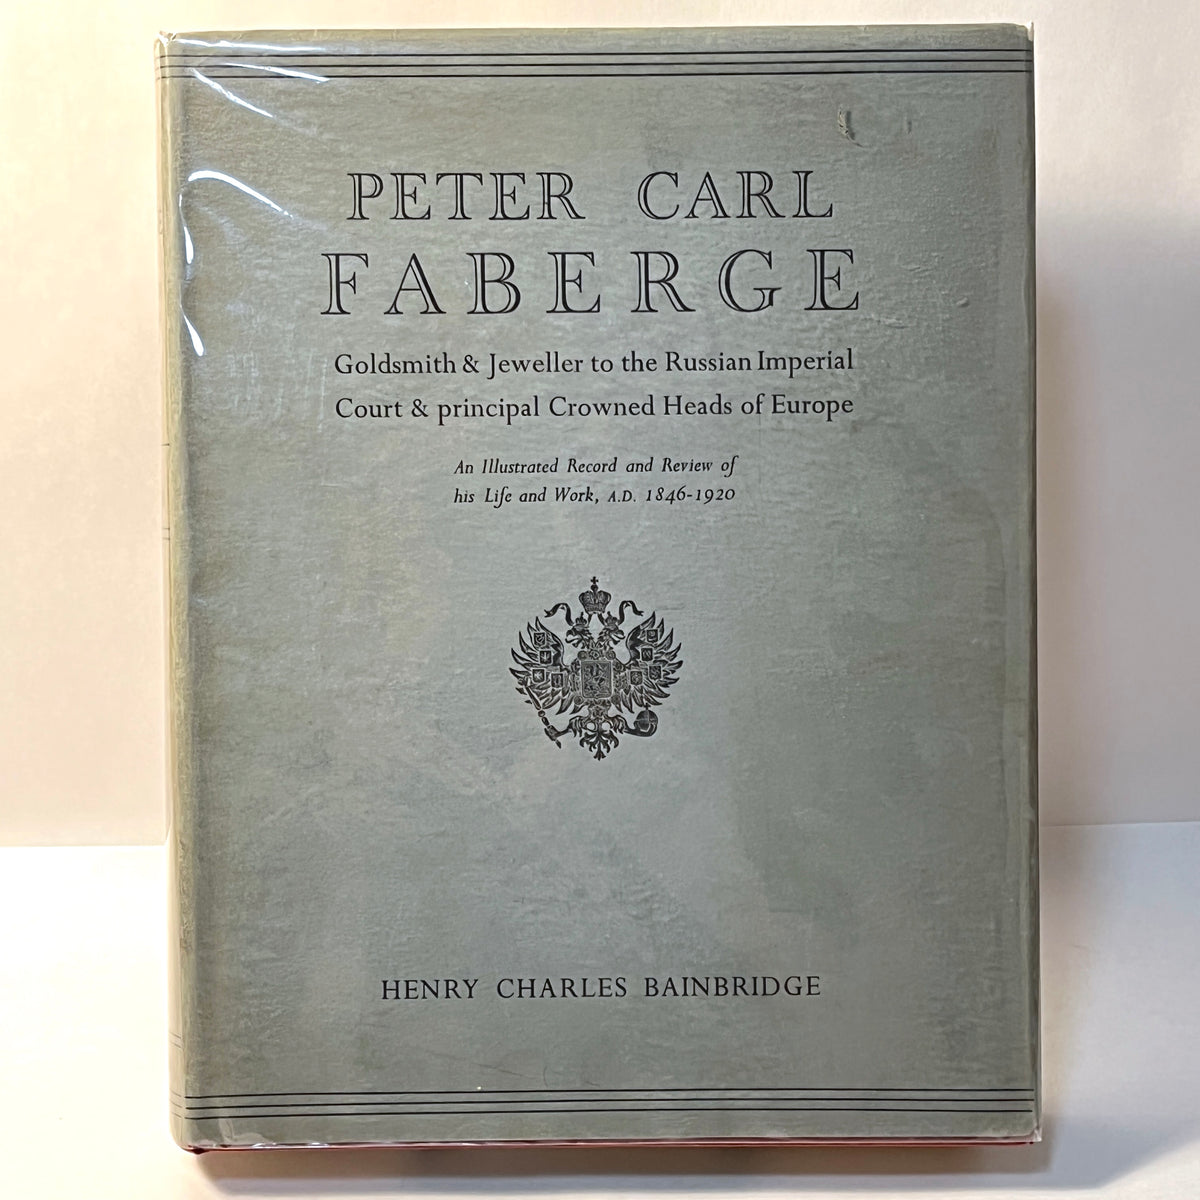 PETER CARL
FABERGE
Goldsmith & Jeweller to the Russian Imperial
Court & principal Crowned Heads of Europe
An Illustrated Record and Review of
his Life and Work, A.D. 1846-1920
HENRY CHARLES BAINBRIDGE